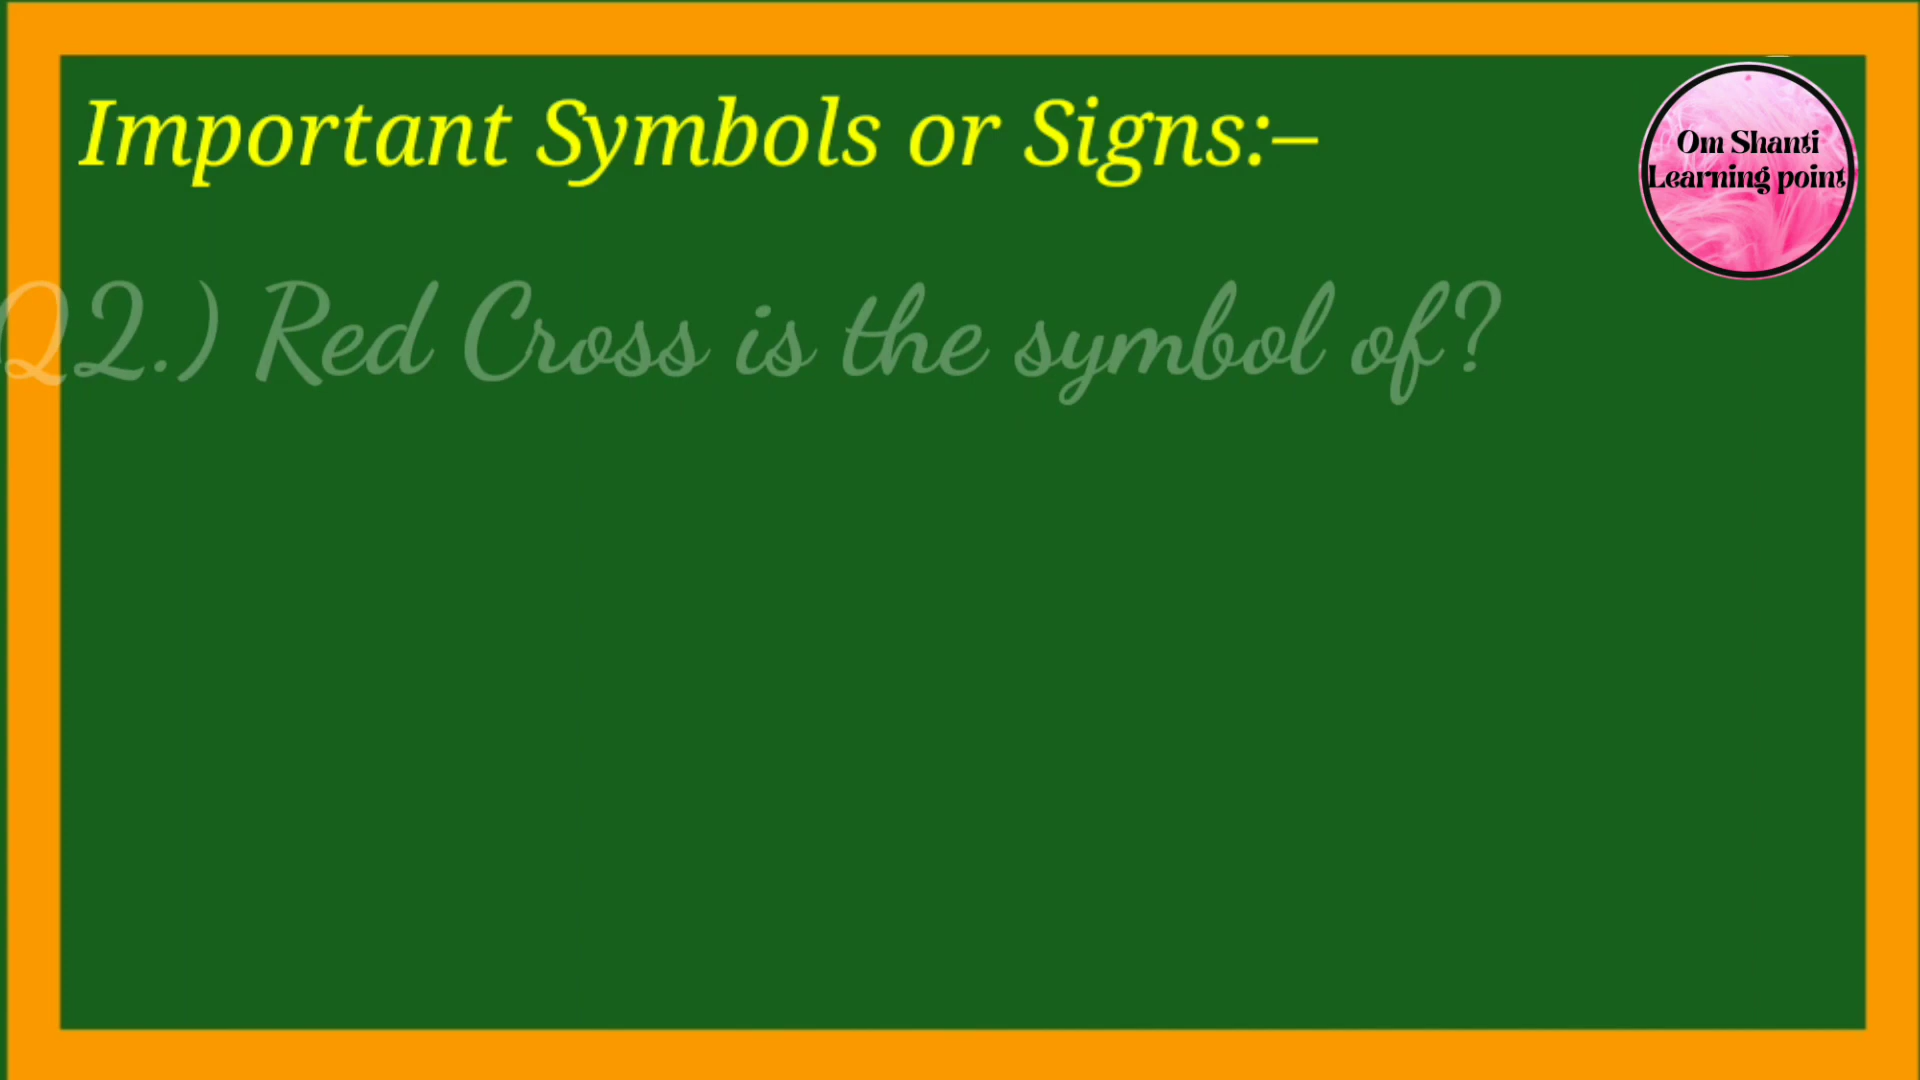 Important Symbols or Signs:–
Om Shanti
Learning point
Q2.) Red Cross is the symbol of?